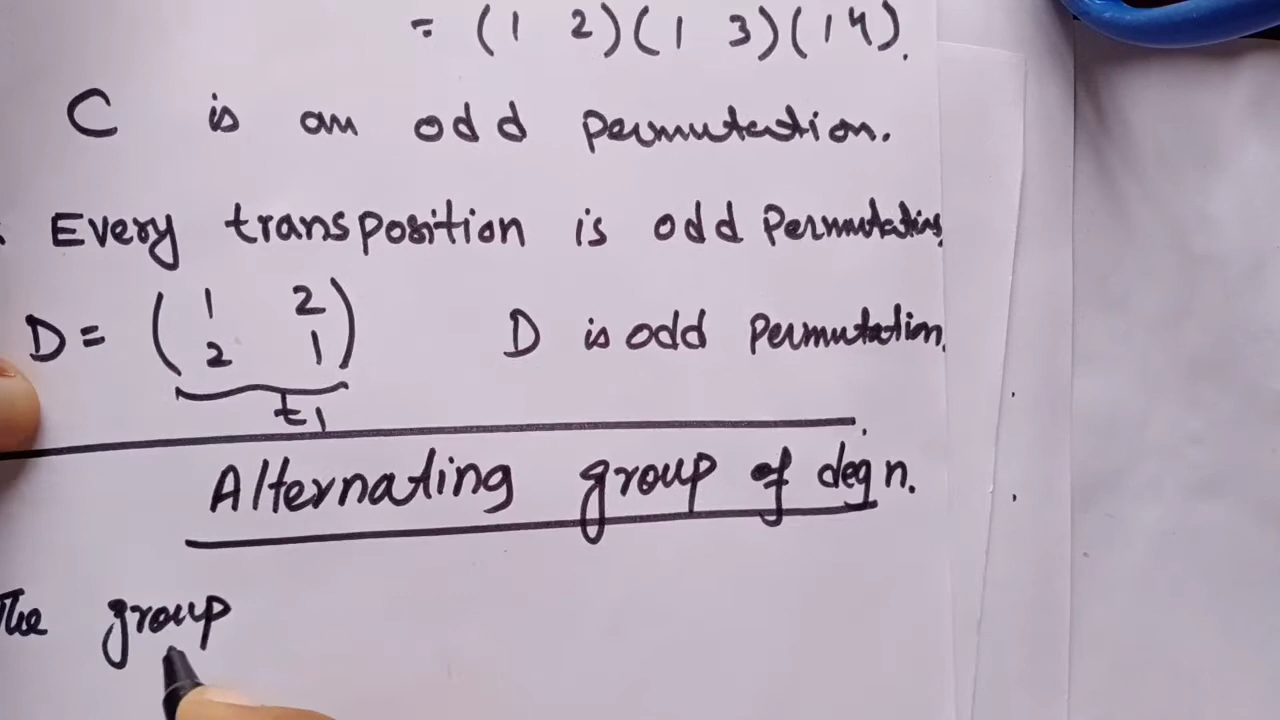 = (1 2)(1 3)(1 4).
C is an odd permutation.
Every transposition is odd Permutation
D = ( 1 2 D is odd Permutation.
2 1 )
t1
Alternating group of deg n.
The group